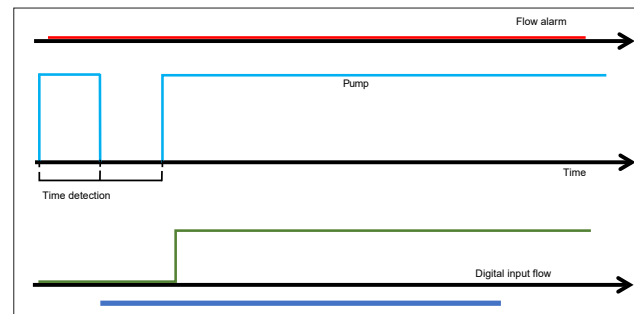 Flow alarm
Pump
Time
Time detection
Digital input flow